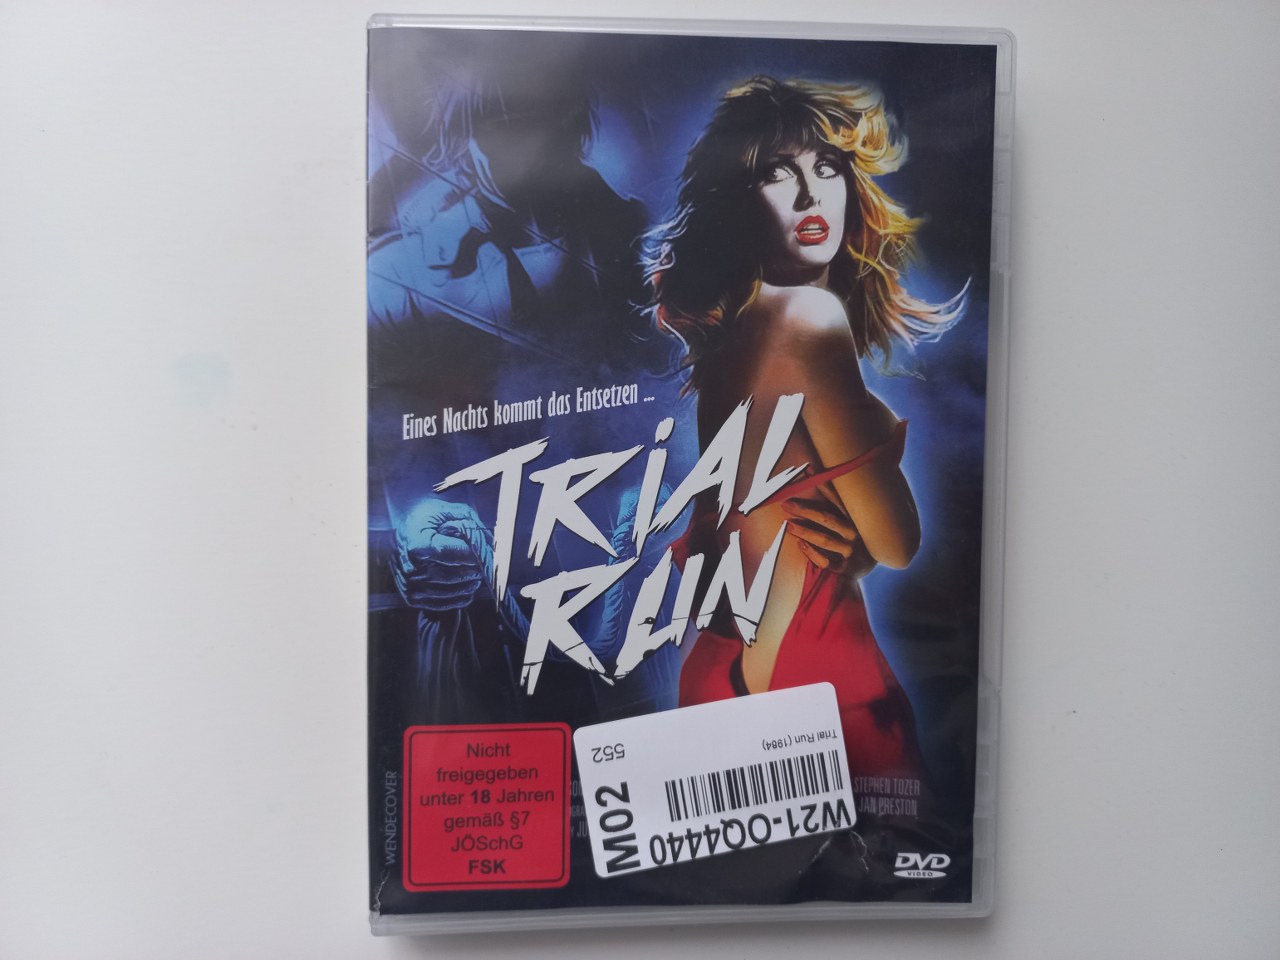 Eines Nachts kommt das Entsetzen ...
TRiAL
RUN
WENDECOVER
Nicht
freigegeben
unter 18 Jahren
gemäß §7
JÖSchG
FSK
Trial Run (1984)
552
M02
W21-OQ4440
STEPHEN TOZER
JAN PRESTON
DVD
VIDEO